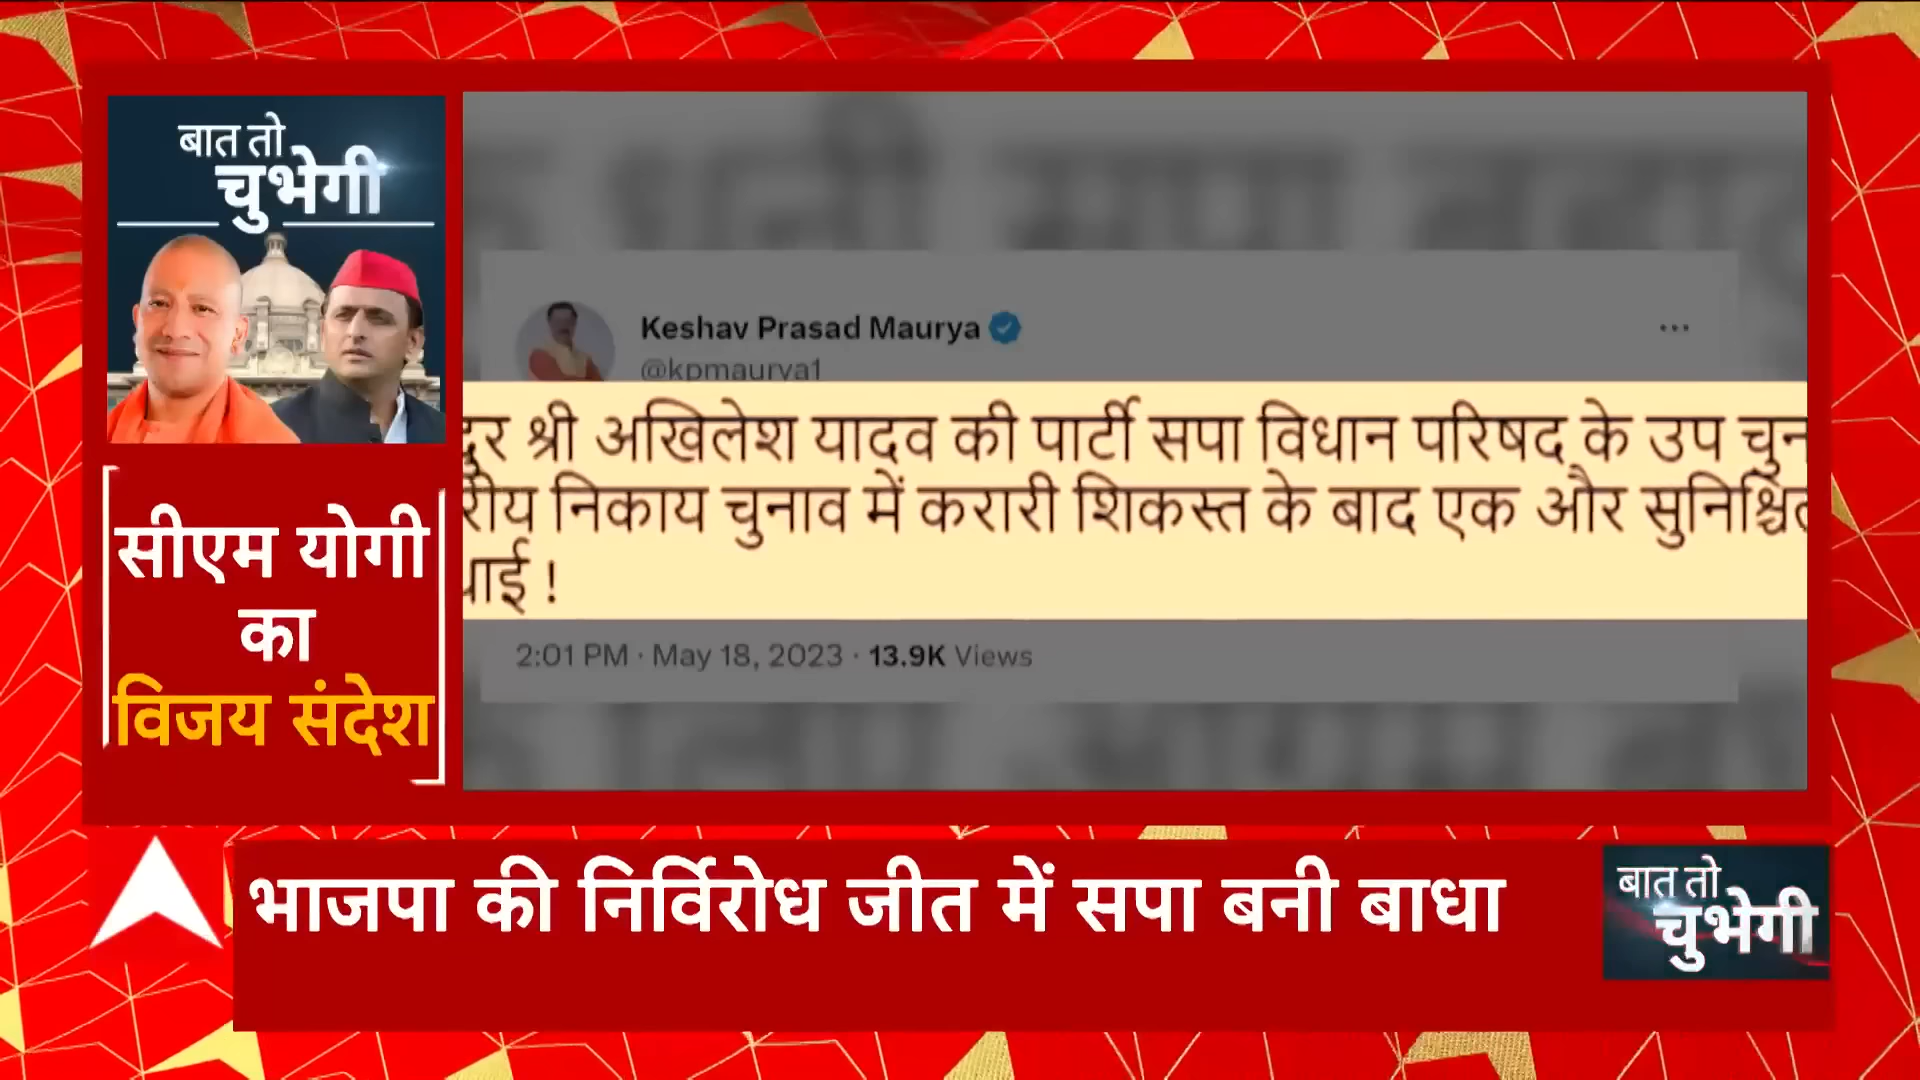 बात तो
चुभेगी
सीएम योगी
का
विजय संदेश
Keshav Prasad Maurya
@kpmaurya1
श्री अखिलेश यादव की पार्टी सपा विधान परिषद के उप
निकाय चुनाव में करारी शिकस्त के बाद एक और
!
2:01 PM · May 18, 2023 · 13.9K Views
भाजपा की निर्विरोध जीत में सपा बनी बाधा
बात तो
चुभेगी